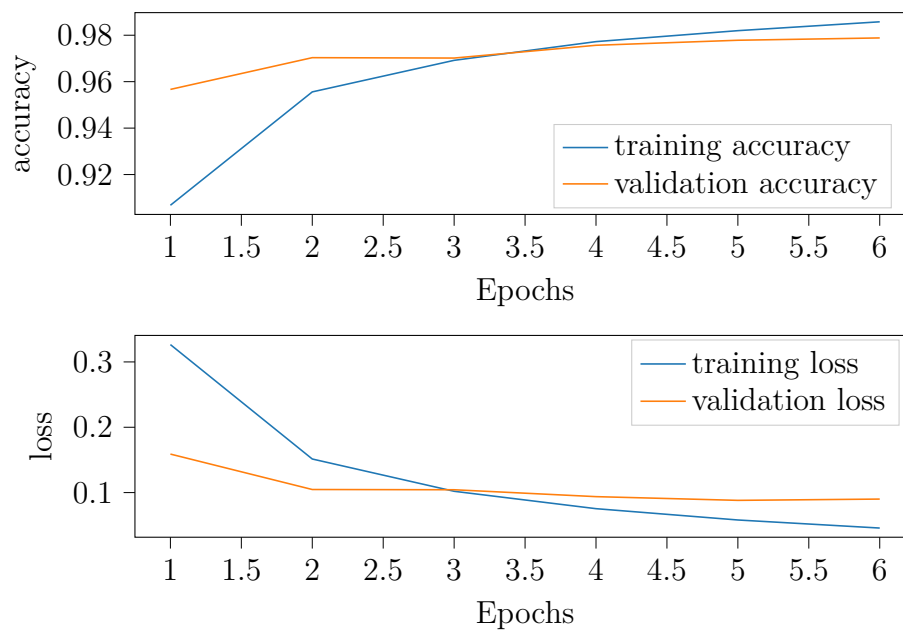 0.98
0.96
0.94
0.92
accuracy
training accuracy
validation accuracy
1 1.5 2 2.5 3 3.5 4 4.5 5 5.5 6
Epochs
0.3
0.2
0.1
loss
training loss
validation loss
1 1.5 2 2.5 3 3.5 4 4.5 5 5.5 6
Epochs